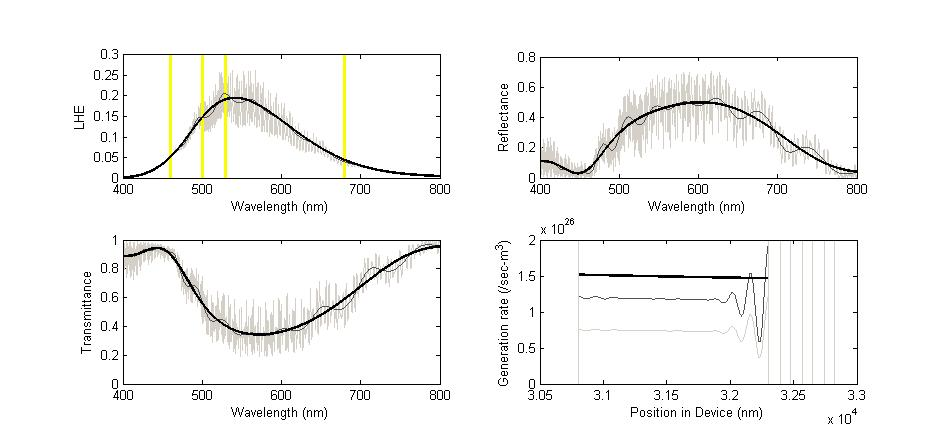 0.3
0.25
0.2
0.15
0.1
0.05
0
LHE
400 500 600 700 800
Wavelength (nm)
0.8
0.6
0.4
0.2
0
Reflectance
400 500 600 700 800
Wavelength (nm)
1
0.8
0.6
0.4
0.2
0
Transmittance
400 500 600 700 800
Wavelength (nm)
x 10^26
2
1.5
1
0.5
0
Generation rate (/sec-m^3)
3.05 3.1 3.15 3.2 3.25 3.3
Position in Device (nm)
x 10^4